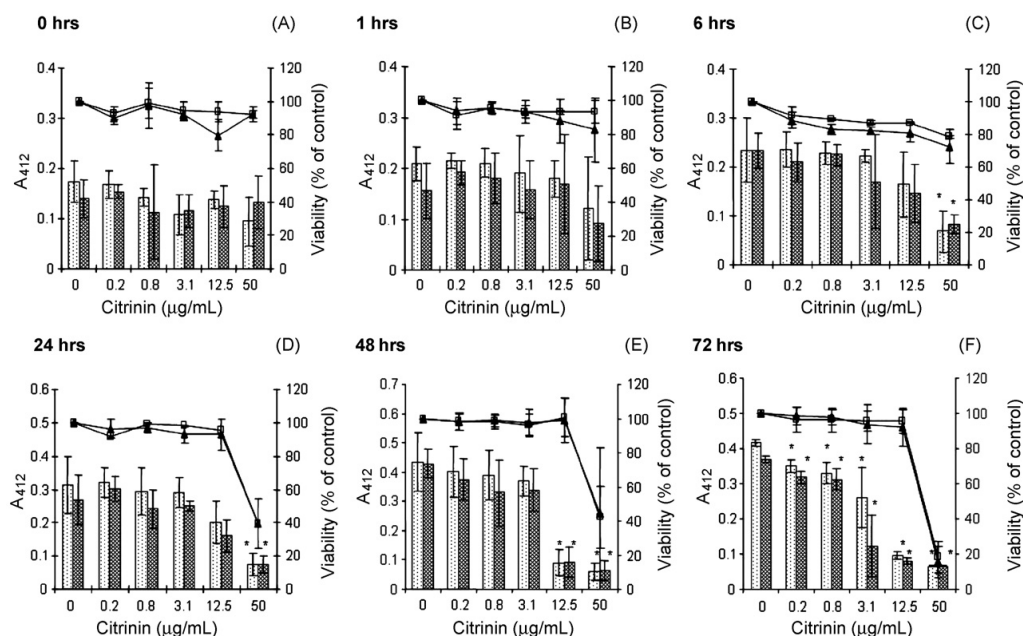 0 hrs (A)
1 hrs (B)
6 hrs (C)
0.4
0.3
0.2
0.1
0
A412
120
100
80
60
40
20
0
Viability (% of control)
0 0.2 0.8 3.1 12.5 50
Citrinin (μg/mL)
0.4
0.3
0.2
0.1
0
A412
120
100
80
60
40
20
0
Viability (% of control)
0 0.2 0.8 3.1 12.5 50
Citrinin (μg/mL)
0.4
0.3
0.2
0.1
0
A412
120
100
80
60
40
20
0
Viability (% of control)
* *
0 0.2 0.8 3.1 12.5 50
Citrinin (μg/mL)
24 hrs (D)
48 hrs (E)
72 hrs (F)
0.6
0.5
0.4
0.3
0.2
0.1
0
A412
120
100
80
60
40
20
0
Viability (% of control)
* *
0 0.2 0.8 3.1 12.5 50
Citrinin (μg/mL)
0.7
0.6
0.5
0.4
0.3
0.2
0.1
0
A412
120
100
80
60
40
20
0
Viability (% of control)
* * * *
0 0.2 0.8 3.1 12.5 50
Citrinin (μg/mL)
0.5
0.4
0.3
0.2
0.1
0
A412
120
100
80
60
40
20
0
Viability (% of control)
* * * * * * * * * *
0 0.2 0.8 3.1 12.5 50
Citrinin (μg/mL)